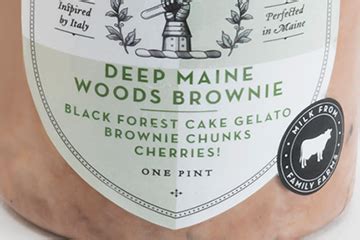 Inspired
by Italy
Perfected
in Maine
DEEP MAINE
WOODS BROWNIE
BLACK FOREST CAKE GELATO
BROWNIE CHUNKS
CHERRIES!
ONE PINT
MILK FROM
FAMILY FARMS